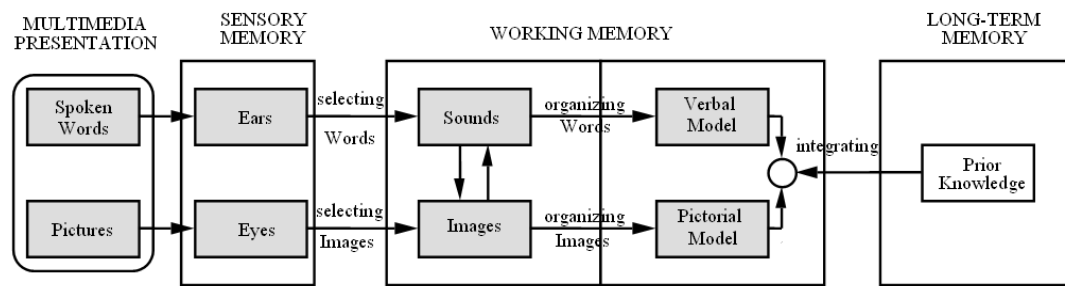 MULTIMEDIA
PRESENTATION
SENSORY
MEMORY
WORKING MEMORY
LONG-TERM
MEMORY
Spoken
Words
Ears
selecting
Words
Sounds
organizing
Words
Verbal
Model
integrating
Prior
Knowledge
Pictures
Eyes
selecting
Images
Images
organizing
Images
Pictorial
Model